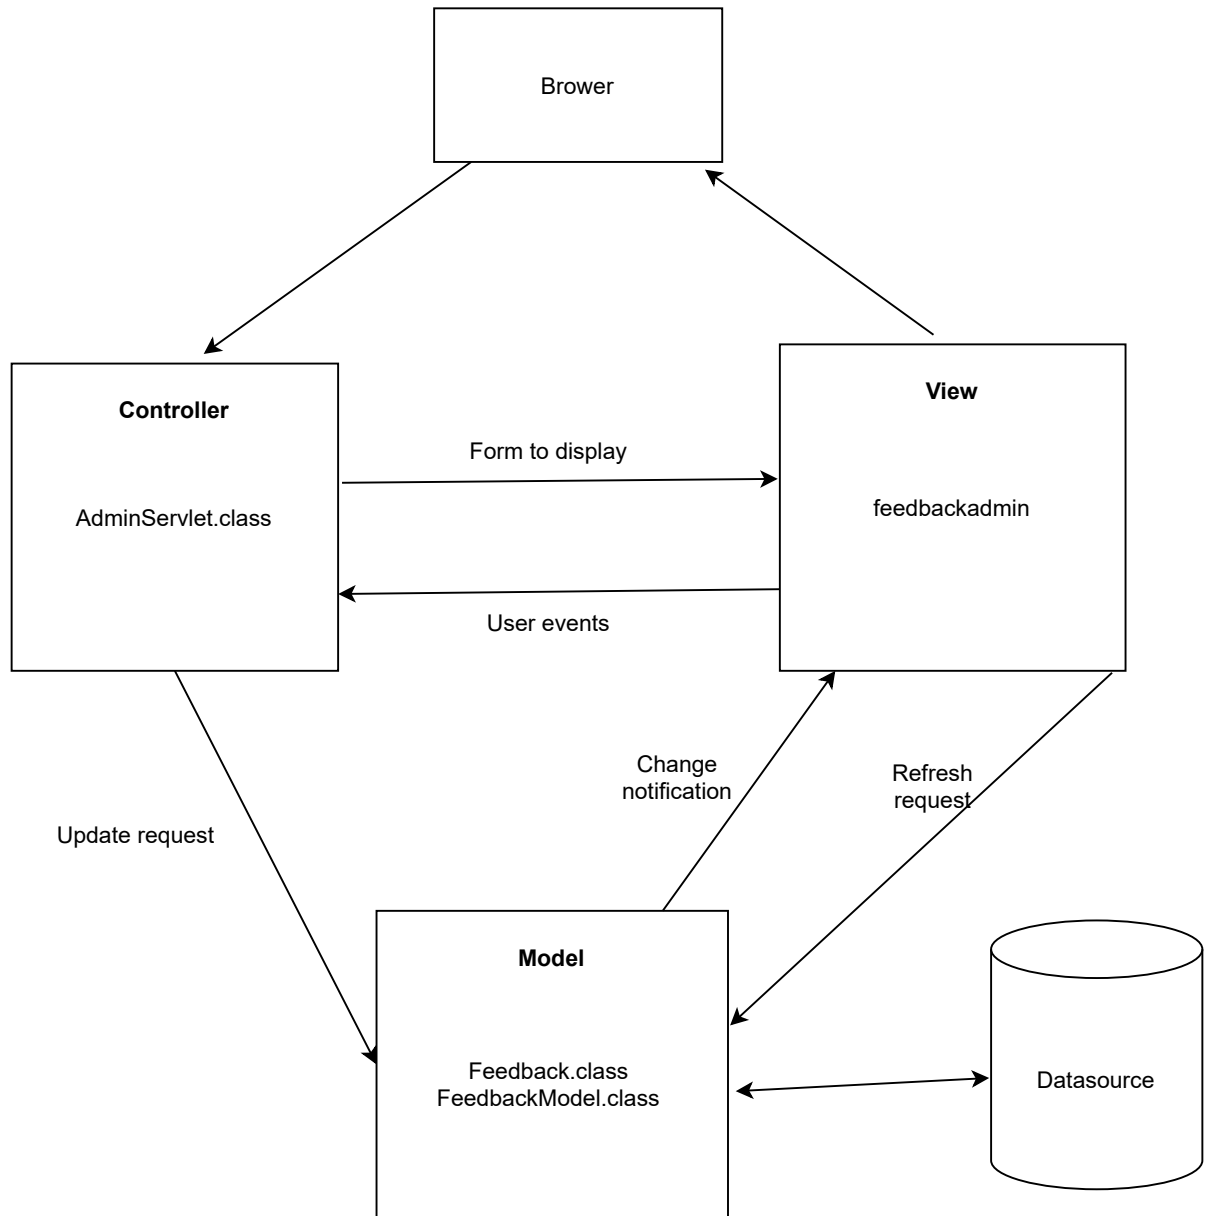 Brower
Controller
AdminServlet.class
Form to display
User events
View
feedbackadmin
Update request
Change
notification
Refresh
request
Model
Feedback.class
FeedbackModel.class
Datasource